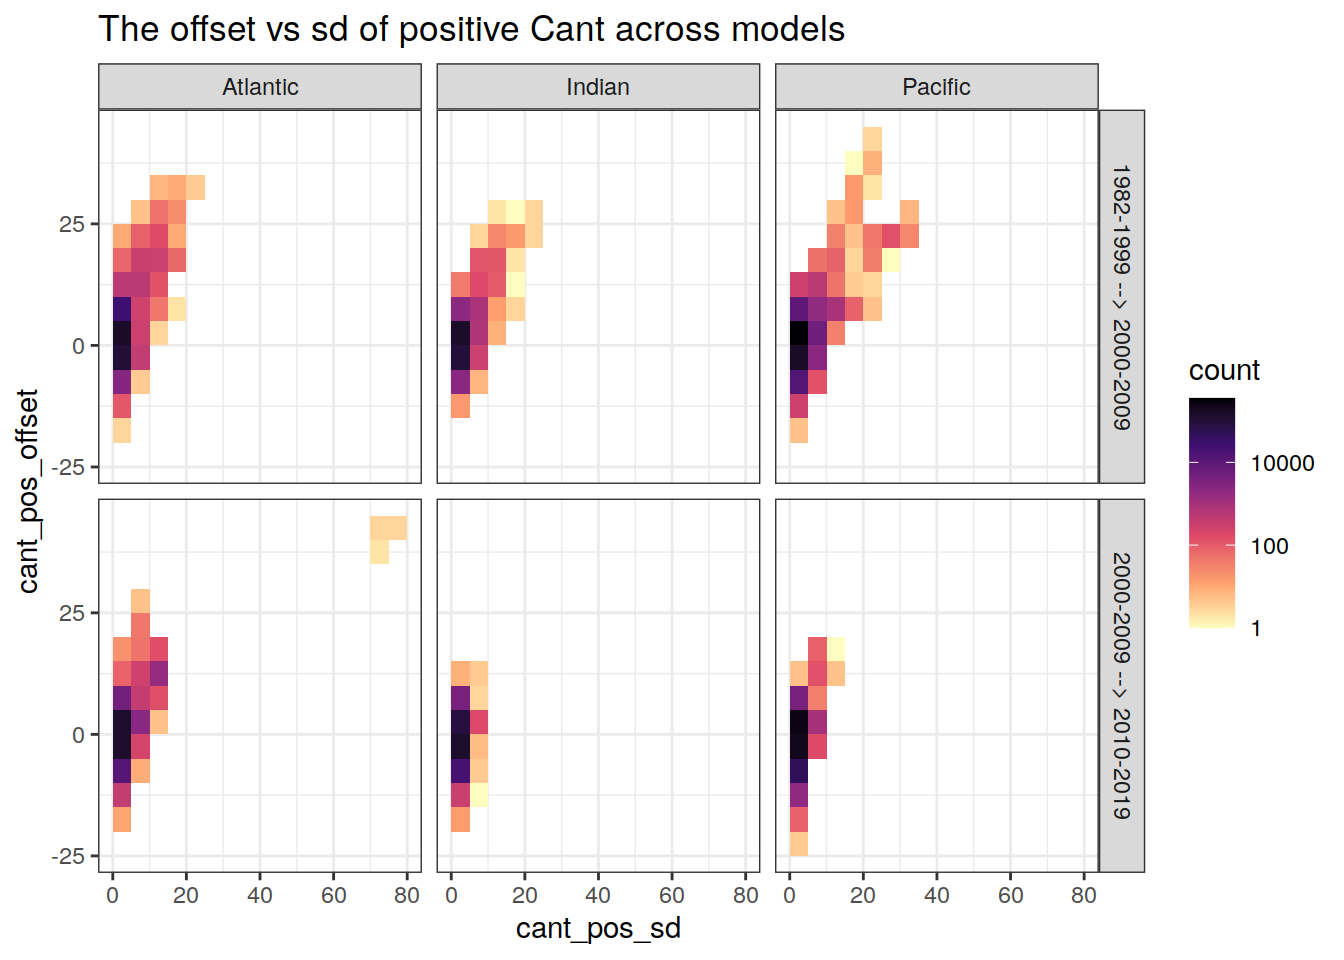 The offset vs sd of positive Cant across models
Atlantic
Indian
Pacific
1982-1999 --> 2000-2009
2000-2009 --> 2010-2019
cant_pos_offset
25
0
-25
25
0
-25
0 20 40 60 80
0 20 40 60 80
0 20 40 60 80
cant_pos_sd
count
10000
100
1